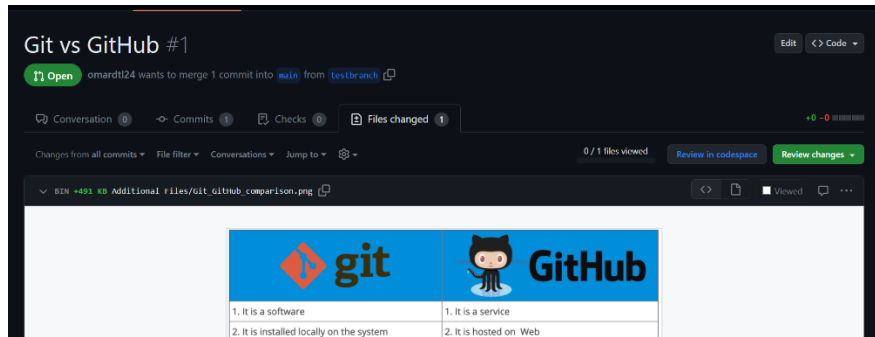 Git vs GitHub #1
Edit
<> Code
Open
omardtl24 wants to merge 1 commit into main from testbranch
Conversation 0
Commits 1
Checks 0
Files changed 1
+0 −0
Changes from all commits
File filter
Conversations
Jump to
0 / 1 files viewed
Review in codespace
Review changes
BIN +491 KB Additional Files/Git_GitHub_comparison.png
<>
Viewed
git
GitHub
1. It is a software
1. It is a service
2. It is installed locally on the system
2. It is hosted on Web